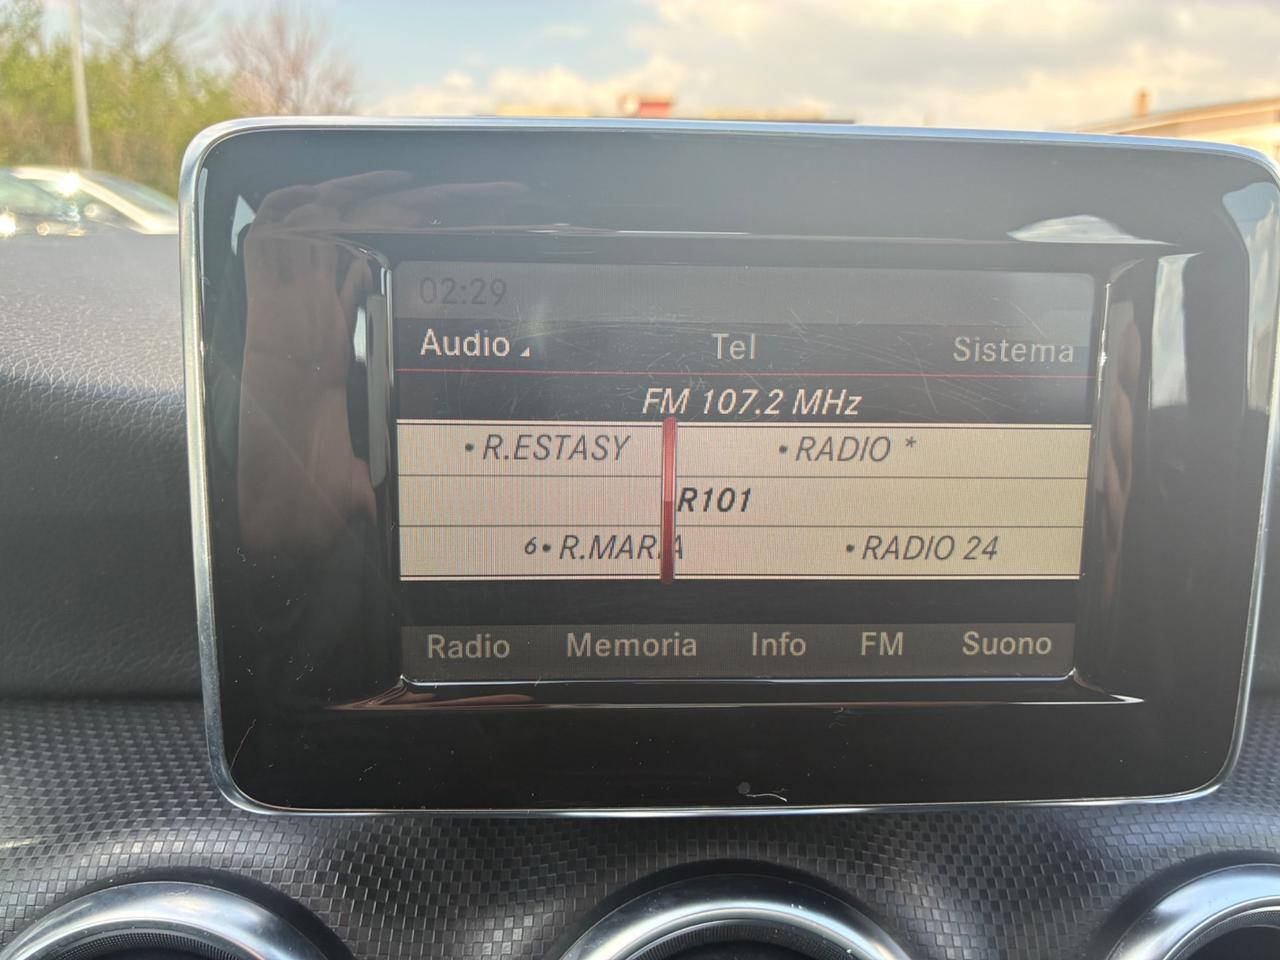 02:29
Audio Tel Sistema
FM 107.2 MHz
•R.ESTASY •RADIO *
R101
6•R.MARIA •RADIO 24
Radio Memoria Info FM Suono